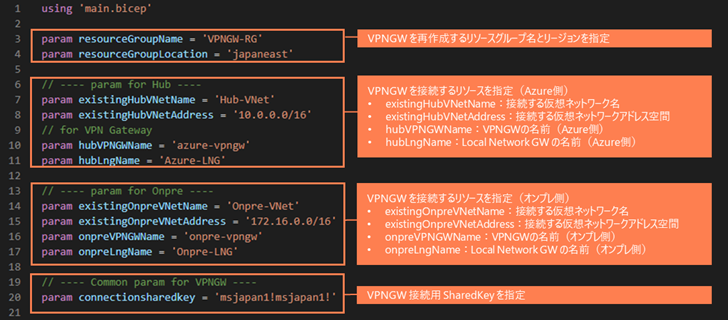 1 using 'main.bicep'
2
3 param resourceGroupName = 'VPNGW-RG'
4 param resourceGroupLocation = 'japaneast'
VPNGW を再作成するリソースグループ名とリージョンを指定
5
6 // ---- param for Hub ----
7 param existingHubVNetName = 'Hub-VNet'
8 param existingHubVNetAddress = '10.0.0.0/16'
9 // for VPN Gateway
10 param hubVPNGWName = 'azure-vpngw'
11 param hubLngName = 'Azure-LNG'
VPNGW を接続するリソースを指定(Azure側)
• existingHubVNetName:接続する仮想ネットワーク名
• existingHubVNetAddress:接続する仮想ネットワークアドレス空間
• hubVPNGWName:VPNGWの名前(Azure側)
• hubLngName:Local Network GW の名前(Azure側)
12
13 // ---- param for Onpre ----
14 param existingOnpreVNetName = 'Onpre-VNet'
15 param existingOnpreVNetAddress = '172.16.0.0/16'
16 param onpreVPNGWName = 'onpre-vpngw'
17 param onpreLngName = 'Onpre-LNG'
VPNGW を接続するリソースを指定(オンプレ側)
• existingOnpreVNetName:接続する仮想ネットワーク名
• existingOnpreVNetAddress:接続する仮想ネットワークアドレス空間
• onpreVPNGWName:VPNGWの名前(オンプレ側)
• onpreLngName:Local Network GW の名前(オンプレ側)
18
19 // ---- Common param for VPNGW ----
20 param connectionsharedkey = 'msjapan1!msjapan1!'
VPNGW 接続用 SharedKey を指定
21